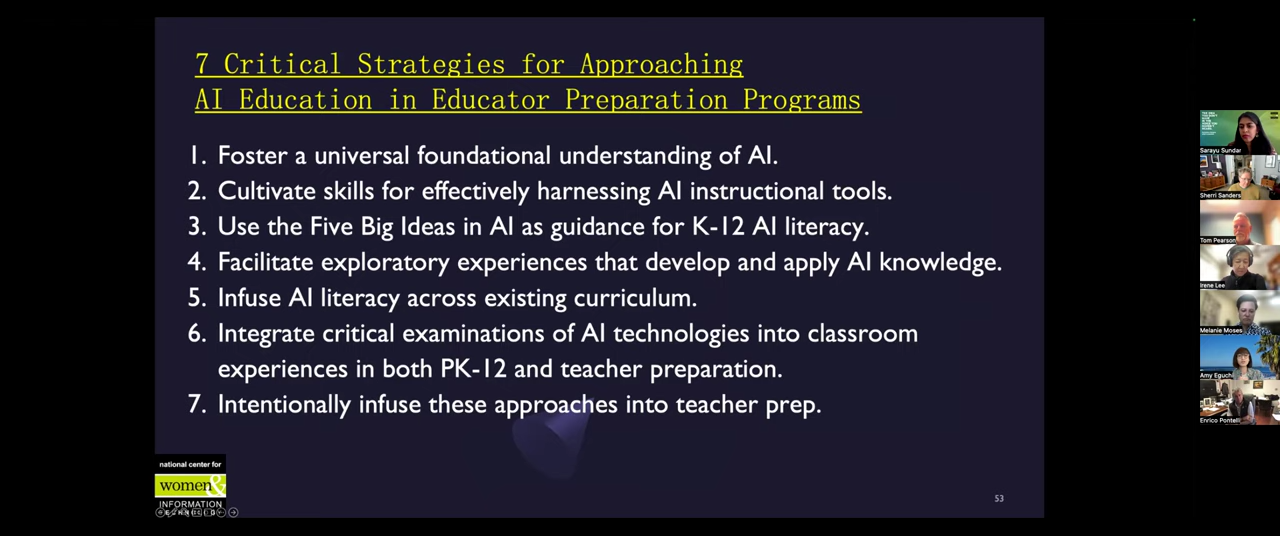 7 Critical Strategies for Approaching
AI Education in Educator Preparation Programs
1. Foster a universal foundational understanding of AI.
2. Cultivate skills for effectively harnessing AI instructional tools.
3. Use the Five Big Ideas in AI as guidance for K-12 AI literacy.
4. Facilitate exploratory experiences that develop and apply AI knowledge.
5. Infuse AI literacy across existing curriculum.
6. Integrate critical examinations of AI technologies into classroom
experiences in both PK-12 and teacher preparation.
7. Intentionally infuse these approaches into teacher prep.
national center for
women&
INFORMATION
53
Sarayu Sundar
Sherri Sanders
Tom Pearson
Irene Lee
Melanie Moses
Amy Eguchi
Enrico Pontelli